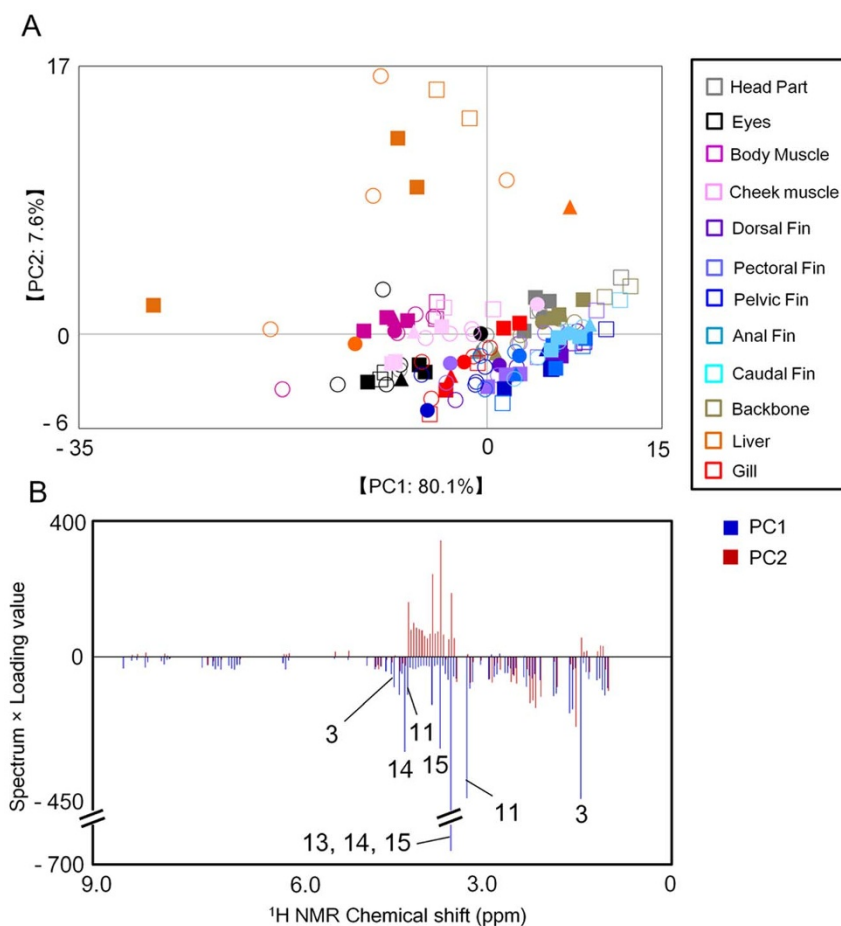 A
17
【PC2: 7.6%】
0
- 6
- 35
0
15
【PC1: 80.1%】
Head Part
Eyes
Body Muscle
Cheek muscle
Dorsal Fin
Pectoral Fin
Pelvic Fin
Anal Fin
Caudal Fin
Backbone
Liver
Gill
B
PC1
PC2
400
Spectrum × Loading value
0
3
11
14
15
11
3
- 450
13, 14, 15
- 700
9.0
6.0
3.0
0
¹H NMR Chemical shift (ppm)